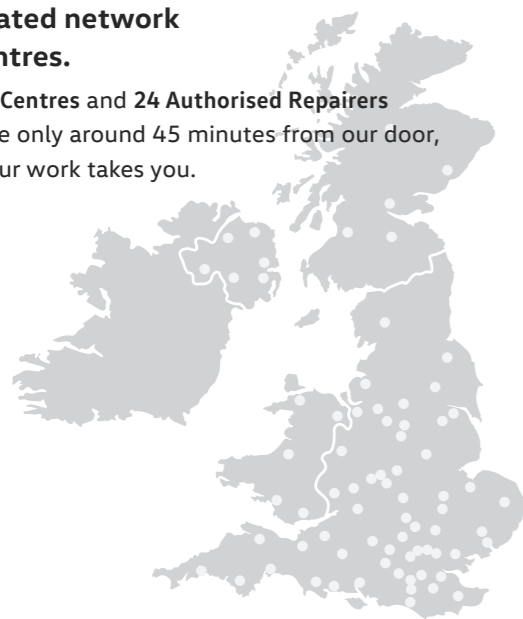 ated network
ntres.
Centres and 24 Authorised Repairers
e only around 45 minutes from our door,
ur work takes you.